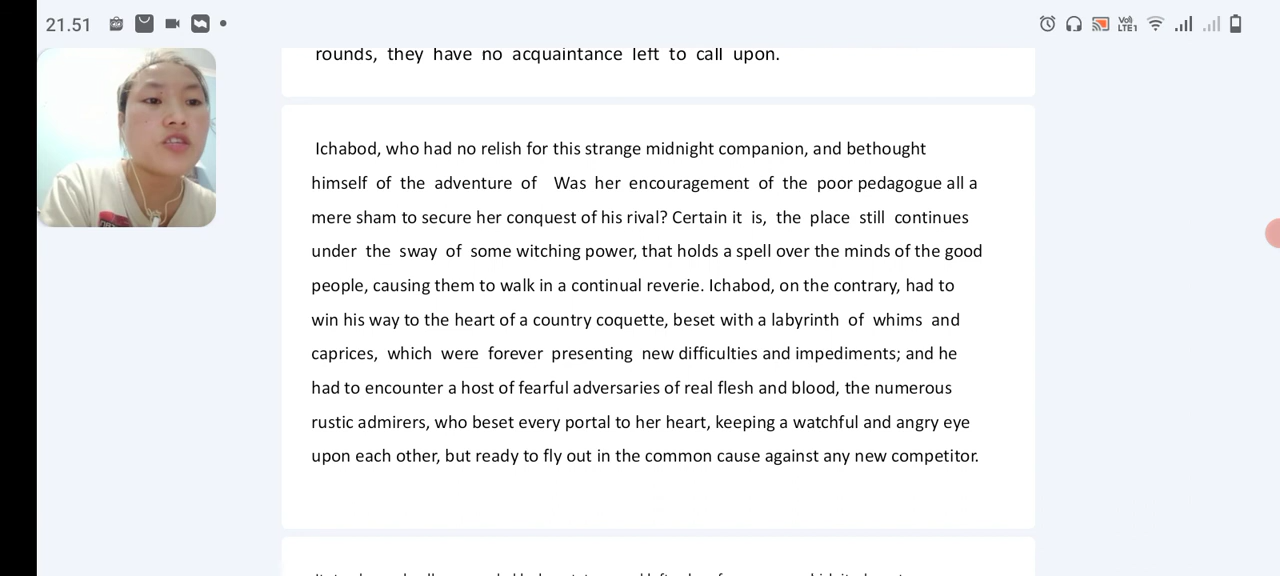 21.51
VoN
LTE1
rounds, they have no acquaintance left to call upon.
Ichabod, who had no relish for this strange midnight companion, and bethought
himself of the adventure of Was her encouragement of the poor pedagogue all a
mere sham to secure her conquest of his rival? Certain it is, the place still continues
under the sway of some witching power, that holds a spell over the minds of the good
people, causing them to walk in a continual reverie. Ichabod, on the contrary, had to
win his way to the heart of a country coquette, beset with a labyrinth of whims and
caprices, which were forever presenting new difficulties and impediments; and he
had to encounter a host of fearful adversaries of real flesh and blood, the numerous
rustic admirers, who beset every portal to her heart, keeping a watchful and angry eye
upon each other, but ready to fly out in the common cause against any new competitor.